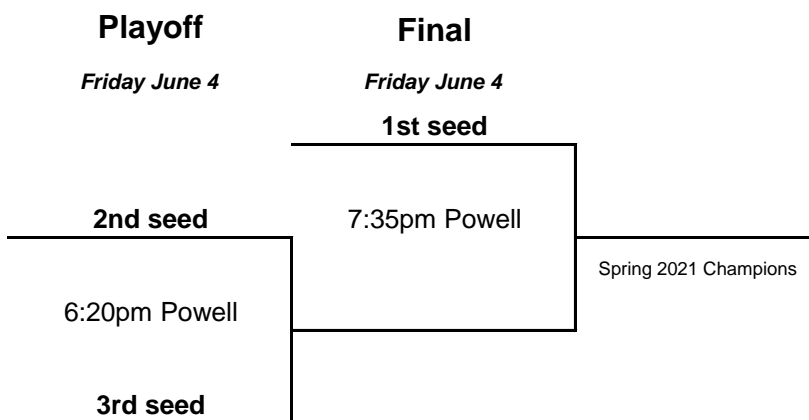 Playoff
Final
Friday June 4
Friday June 4
1st seed
2nd seed
7:35pm Powell
Spring 2021 Champions
6:20pm Powell
3rd seed